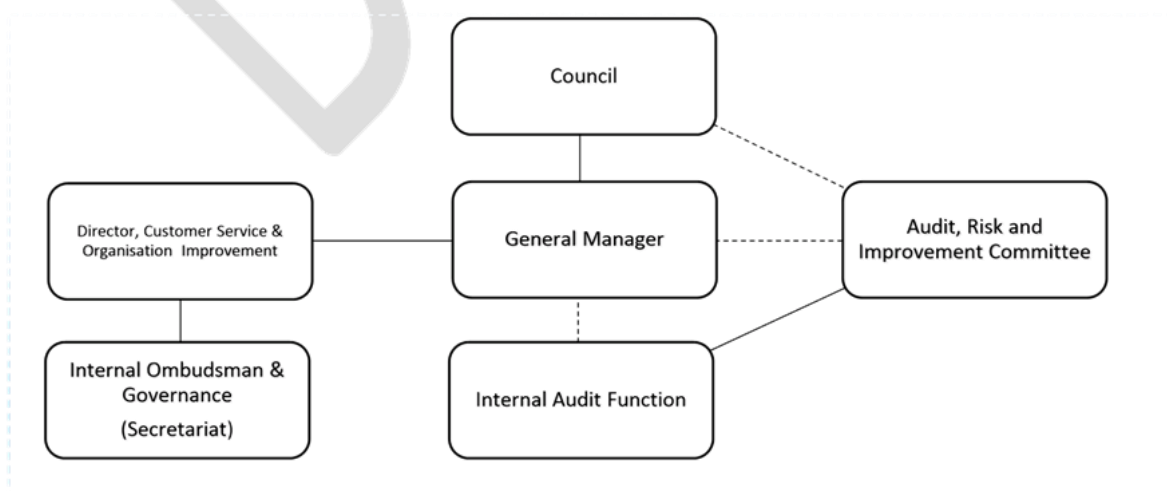 Council
Director, Customer Service &
Organisation Improvement
General Manager
Audit, Risk and
Improvement Committee
Internal Ombudsman &
Governance
(Secretariat)
Internal Audit Function